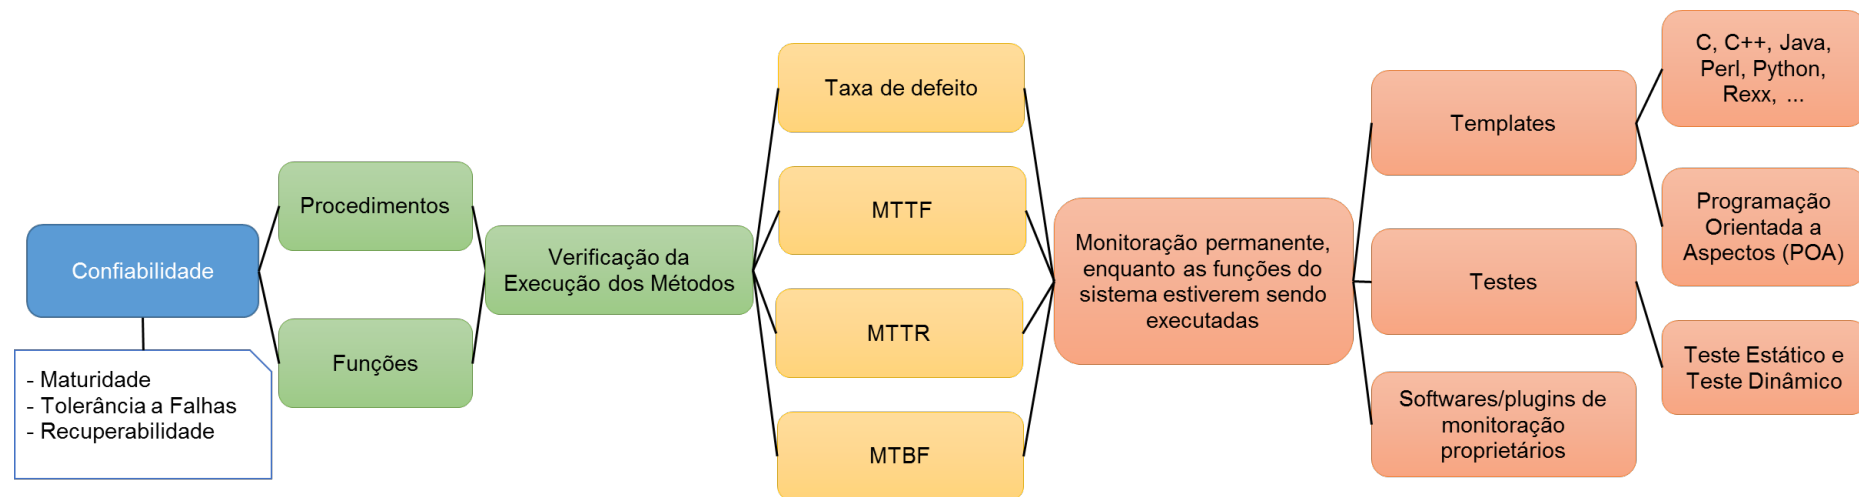 Confiabilidade
- Maturidade
- Tolerância a Falhas
- Recuperabilidade
Procedimentos
Funções
Verificação da
Execução dos Métodos
Taxa de defeito
MTTF
MTTR
MTBF
Monitoração permanente,
enquanto as funções do
sistema estiverem sendo
executadas
Templates
Testes
Softwares/plugins de
monitoração
proprietários
C, C++, Java,
Perl, Python,
Rexx, ...
Programação
Orientada a
Aspectos (POA)
Teste Estático e
Teste Dinâmico